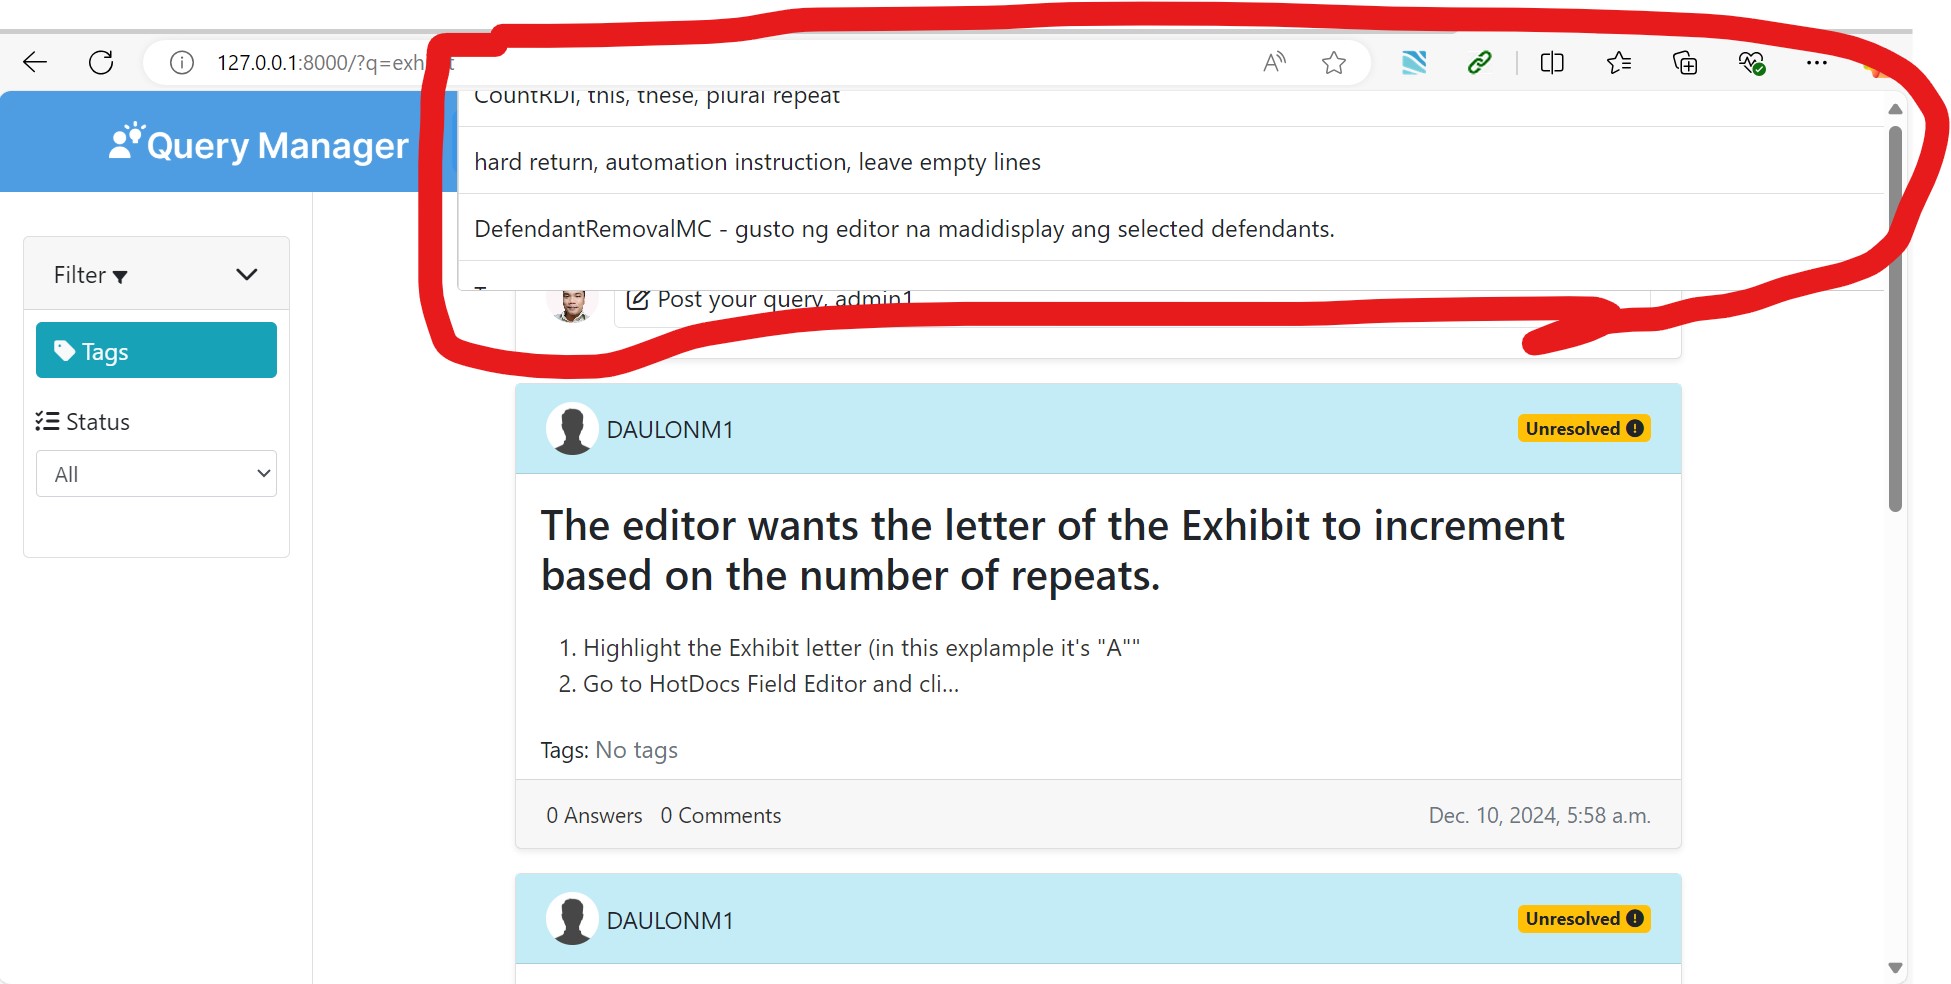 127.0.0.1:8000/?q=exh
CountRDI, this, these, plural repeat
Query Manager
hard return, automation instruction, leave empty lines
DefendantRemovalMC - gusto ng editor na madidisplay ang selected defendants.
Filter
Post your query, admin1
Tags
Status
All
DAULONM1
Unresolved
The editor wants the letter of the Exhibit to increment
based on the number of repeats.
1. Highlight the Exhibit letter (in this explample it's "A""
2. Go to HotDocs Field Editor and cli...
Tags: No tags
0 Answers 0 Comments
Dec. 10, 2024, 5:58 a.m.
DAULONM1
Unresolved